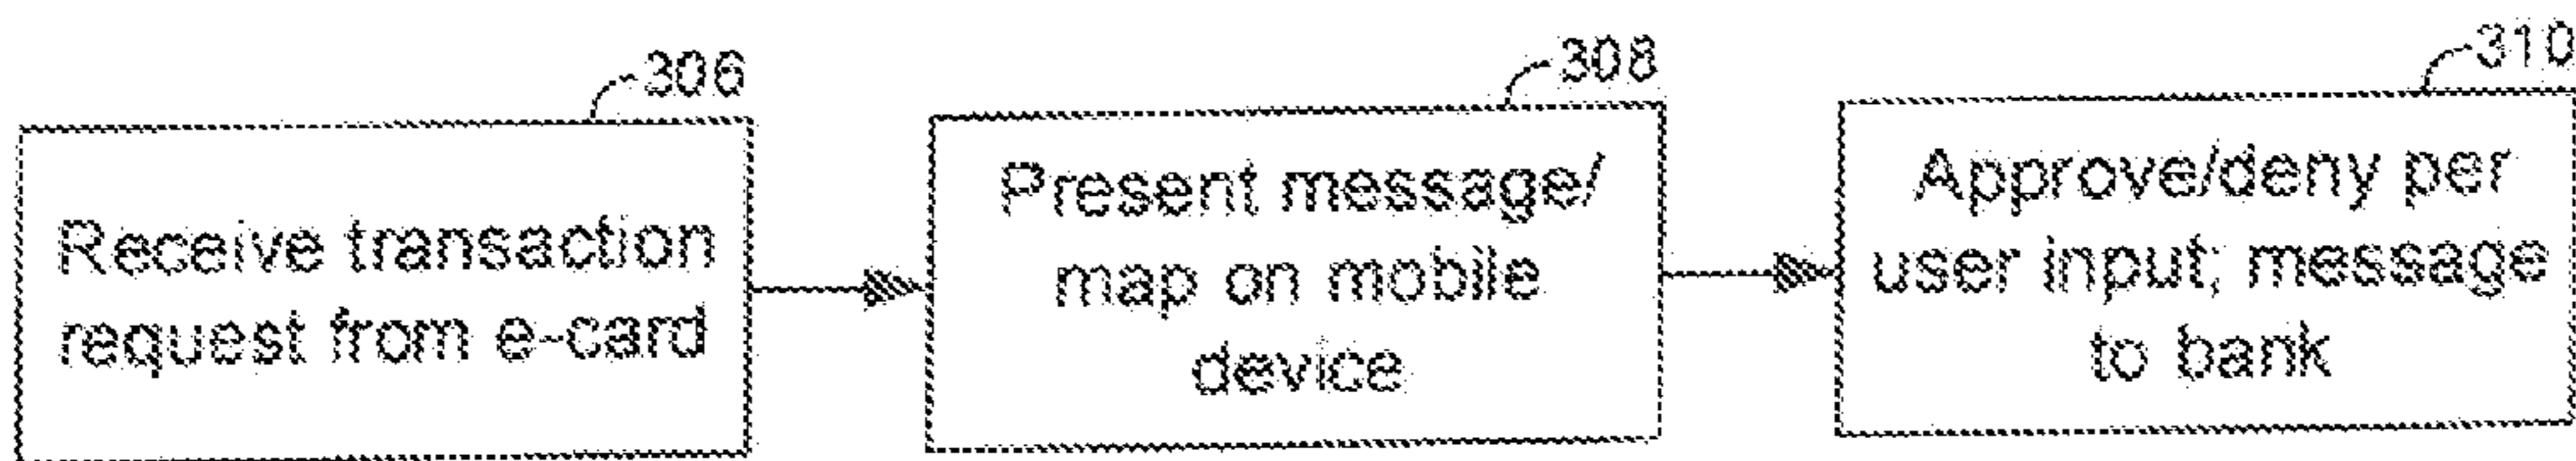 306
Receive transaction
request from e-card
308
Present message/
map on mobile
device
310
Approve/deny per
user input; message
to bank